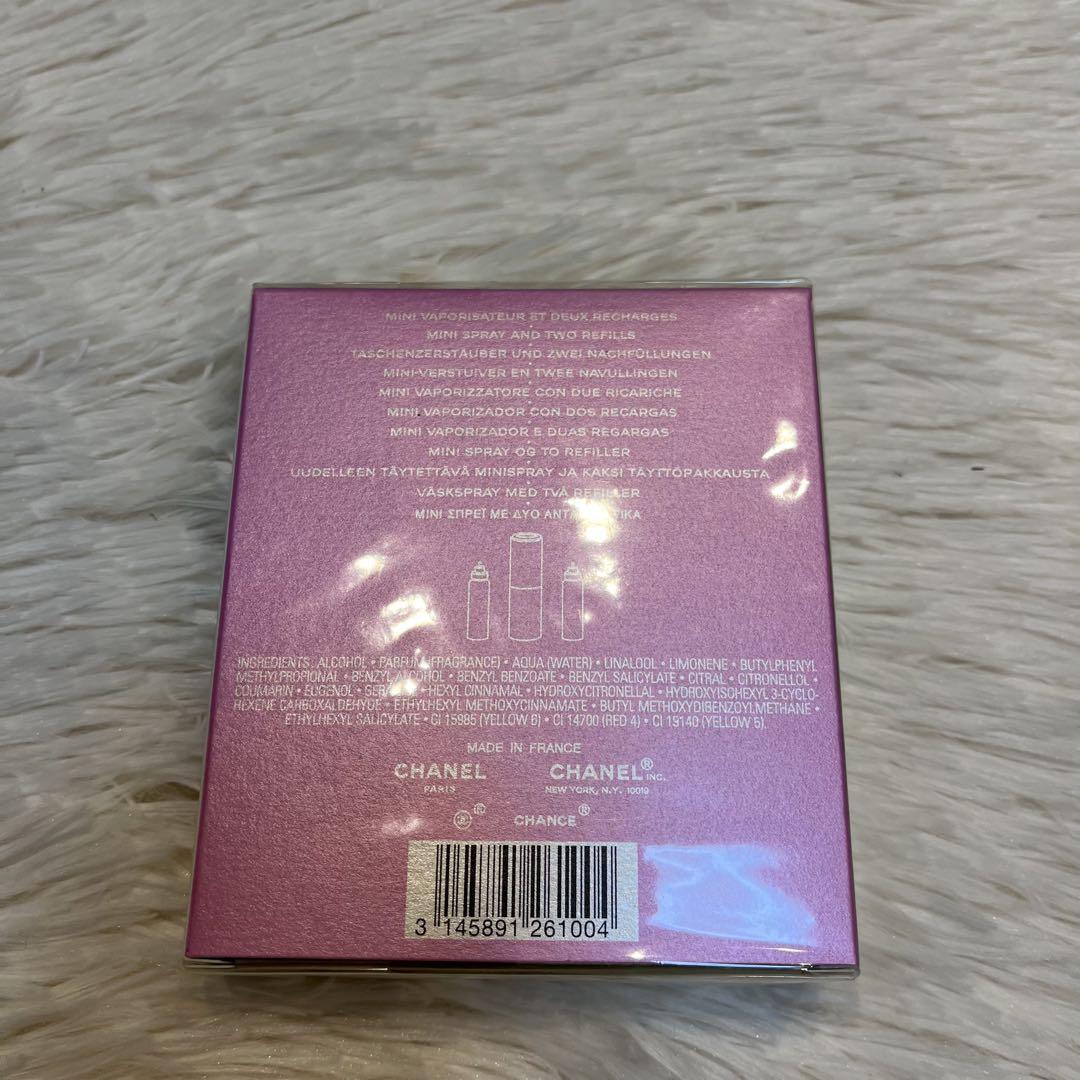 MINI VAPORISATEUR ET DEUX RECHARGES
MINI SPRAY AND TWO REFILLS
TASCHENZERSTÄUBER UND ZWEI NACHFÜLLUNGEN
MINI-VERSTUIVER EN TWEE NAVULLINGEN
MINI VAPORIZZATORE CON DUE RICARICHE
MINI VAPORIZADOR CON DOS RECARGAS
MINI VAPORIZADOR E DUAS REGARGAS
MINI SPRAY OG TO REFILLER
UUDELLEEN TÄYTETTÄVÄ MINISPRAY JA KAKSI TÄYTTÖPAKKAUSTA
VÄSKSPRAY MED TVÅ REFILLER
MINI ΣΠΡΕΪ ΜΕ ΔΥΟ
INGREDIENTS: ALCOHOL • PARFUM (FRAGRANCE) • AQUA (WATER) • LINALOOL • LIMONENE • BUTYLPHENYL
METHYLPROPIONAL • BENZYL ALCOHOL • BENZYL BENZOATE • BENZYL SALICYLATE • CITRAL • CITRONELLOL •
COUMARIN • EUGENOL • • HEXYL CINNAMAL • HYDROXYCITRONELLAL • HYDROXYISOHEXYL 3-CYCLO-
HEXENE CARBOXALDEHYDE • ETHYLHEXYL METHOXYCINNAMATE • BUTYL METHOXYDIBENZOYLMETHANE •
ETHYLHEXYL SALICYLATE • CI 15985 (YELLOW 6) • CI 14700 (RED 4) • CI 19140 (YELLOW 5).
MADE IN FRANCE
CHANEL CHANEL® INC.
PARIS NEW YORK, N.Y. 10019
® CHANCE®
3 145891 261004